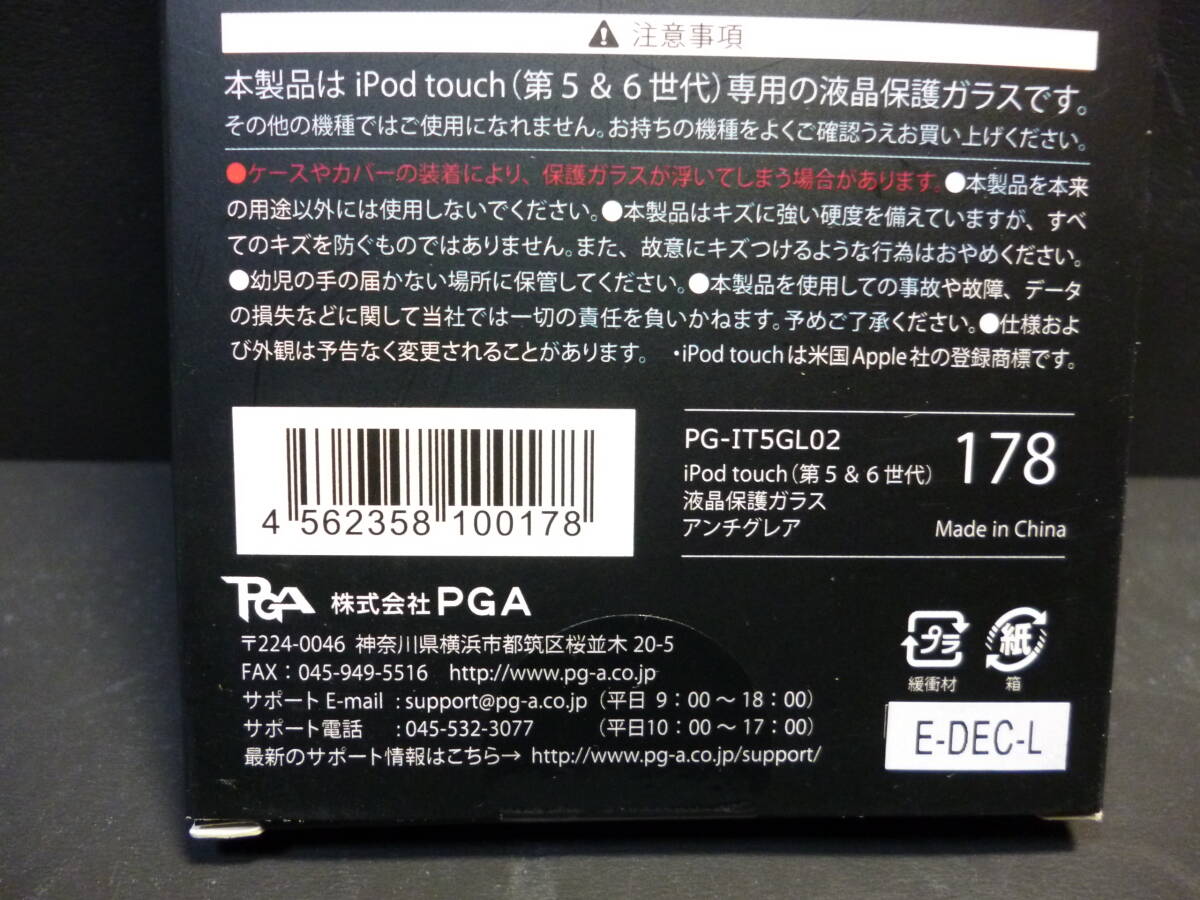 注意事項
本製品は iPod touch（第5＆6世代）専用の液晶保護ガラスです。
その他の機種ではご使用になれません。お持ちの機種をよくご確認うえお買い上げください。
●ケースやカバーの装着により、保護ガラスが浮いてしまう場合があります。●本製品を本来
の用途以外には使用しないでください。●本製品はキズに強い硬度を備えていますが、すべ
てのキズを防ぐものではありません。また、故意にキズつけるような行為はおやめください。
●幼児の手の届かない場所に保管してください。●本製品を使用しての事故や故障、データ
の損失などに関して当社では一切の責任を負いかねます。予めご了承ください。●仕様およ
び外観は予告なく変更されることがあります。 ・iPod touchは米国Apple社の登録商標です。
4 562358 100178
PG-IT5GL02
iPod touch（第5＆6世代）
液晶保護ガラス
アンチグレア
178
Made in China
PGA 株式会社PGA
〒224-0046 神奈川県横浜市都筑区桜並木 20-5
FAX：045-949-5516 http://www.pg-a.co.jp
サポート E-mail :support@pg-a.co.jp（平日 9：00～18：00）
サポート電話 :045-532-3077 （平日10：00～17：00）
最新のサポート情報はこちら→ http://www.pg-a.co.jp/support/
プラ
緩衝材
紙
箱
E-DEC-L